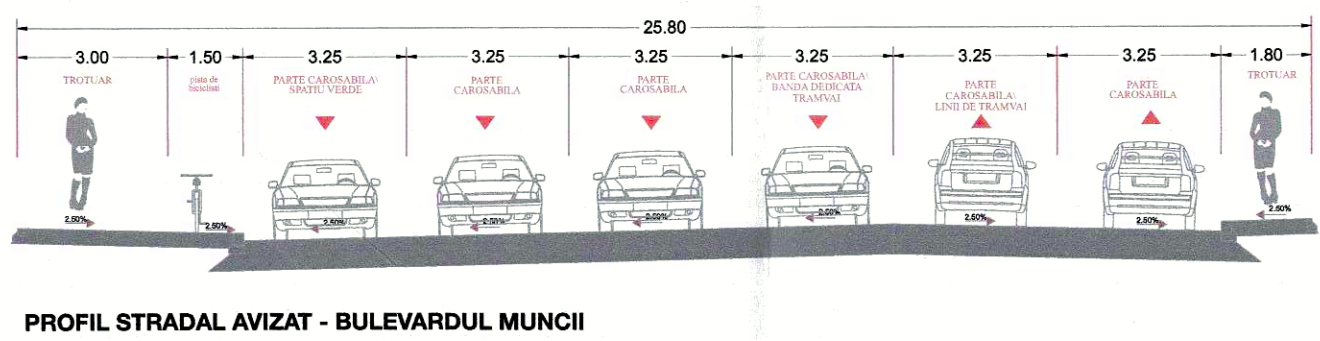 25.80
3.00 1.50 3.25 3.25 3.25 3.25 3.25 3.25 1.80
TROTUAR
pista de
biciclisti
PARTE CAROSABILA\
SPATIU VERDE
PARTE
CAROSABILA
PARTE
CAROSABILA
PARTE CAROSABILA\
BANDA DEDICATA
TRAMVAI
PARTE
CAROSABILA\
LINII DE TRAMVAI
PARTE
CAROSABILA
TROTUAR
2.50% 2.50% 2.50% 2.50% 2.50% 2.50% 2.50% 2.50% 2.50%
PROFIL STRADAL AVIZAT - BULEVARDUL MUNCII